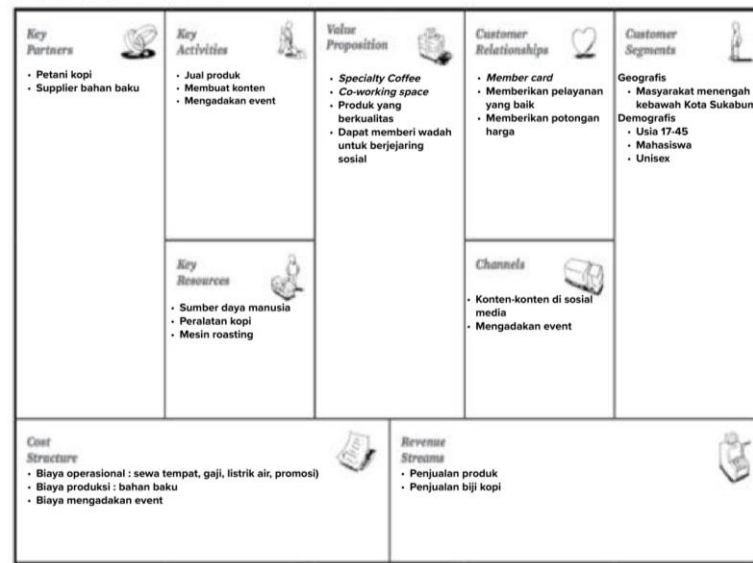 Key
Partners
• Petani kopi
• Supplier bahan baku
Key
Activities
• Jual produk
• Membuat konten
• Mengadakan event
Key
Resources
• Sumber daya manusia
• Peralatan kopi
• Mesin roasting
Value
Proposition
• Specialty Coffee
• Co-working space
• Produk yang
berkualitas
• Dapat memberi wadah
untuk berjejaring
sosial
Customer
Relationships
• Member card
• Memberikan pelayanan
yang baik
• Memberikan potongan
harga
Channels
• Konten-konten di sosial
media
• Mengadakan event
Customer
Segments
Geografis
• Masyarakat menengah
kebawah Kota
Demografis
• Usia 17-45
• Mahasiswa
• Unisex
Cost
Structure
• Biaya operasional : sewa tempat, gaji, listrik air, promosi)
• Biaya produksi : bahan baku
• Biaya mengadakan event
Revenue
Streams
• Penjualan produk
• Penjualan biji kopi